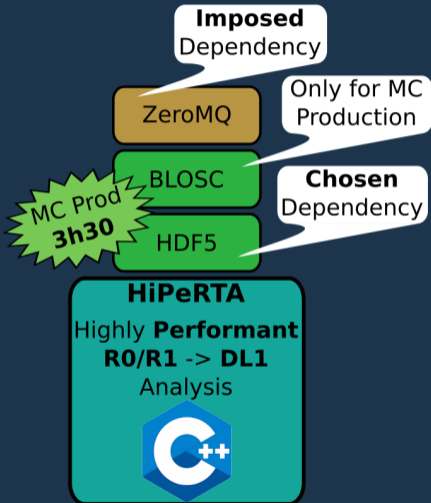 Imposed
Dependency
ZeroMQ
Only for MC
Production
BLOSC
MC Prod
3h30
Chosen
Dependency
HDF5
HiPeRTA
Highly Performant
R0/R1 -> DL1
Analysis
C++